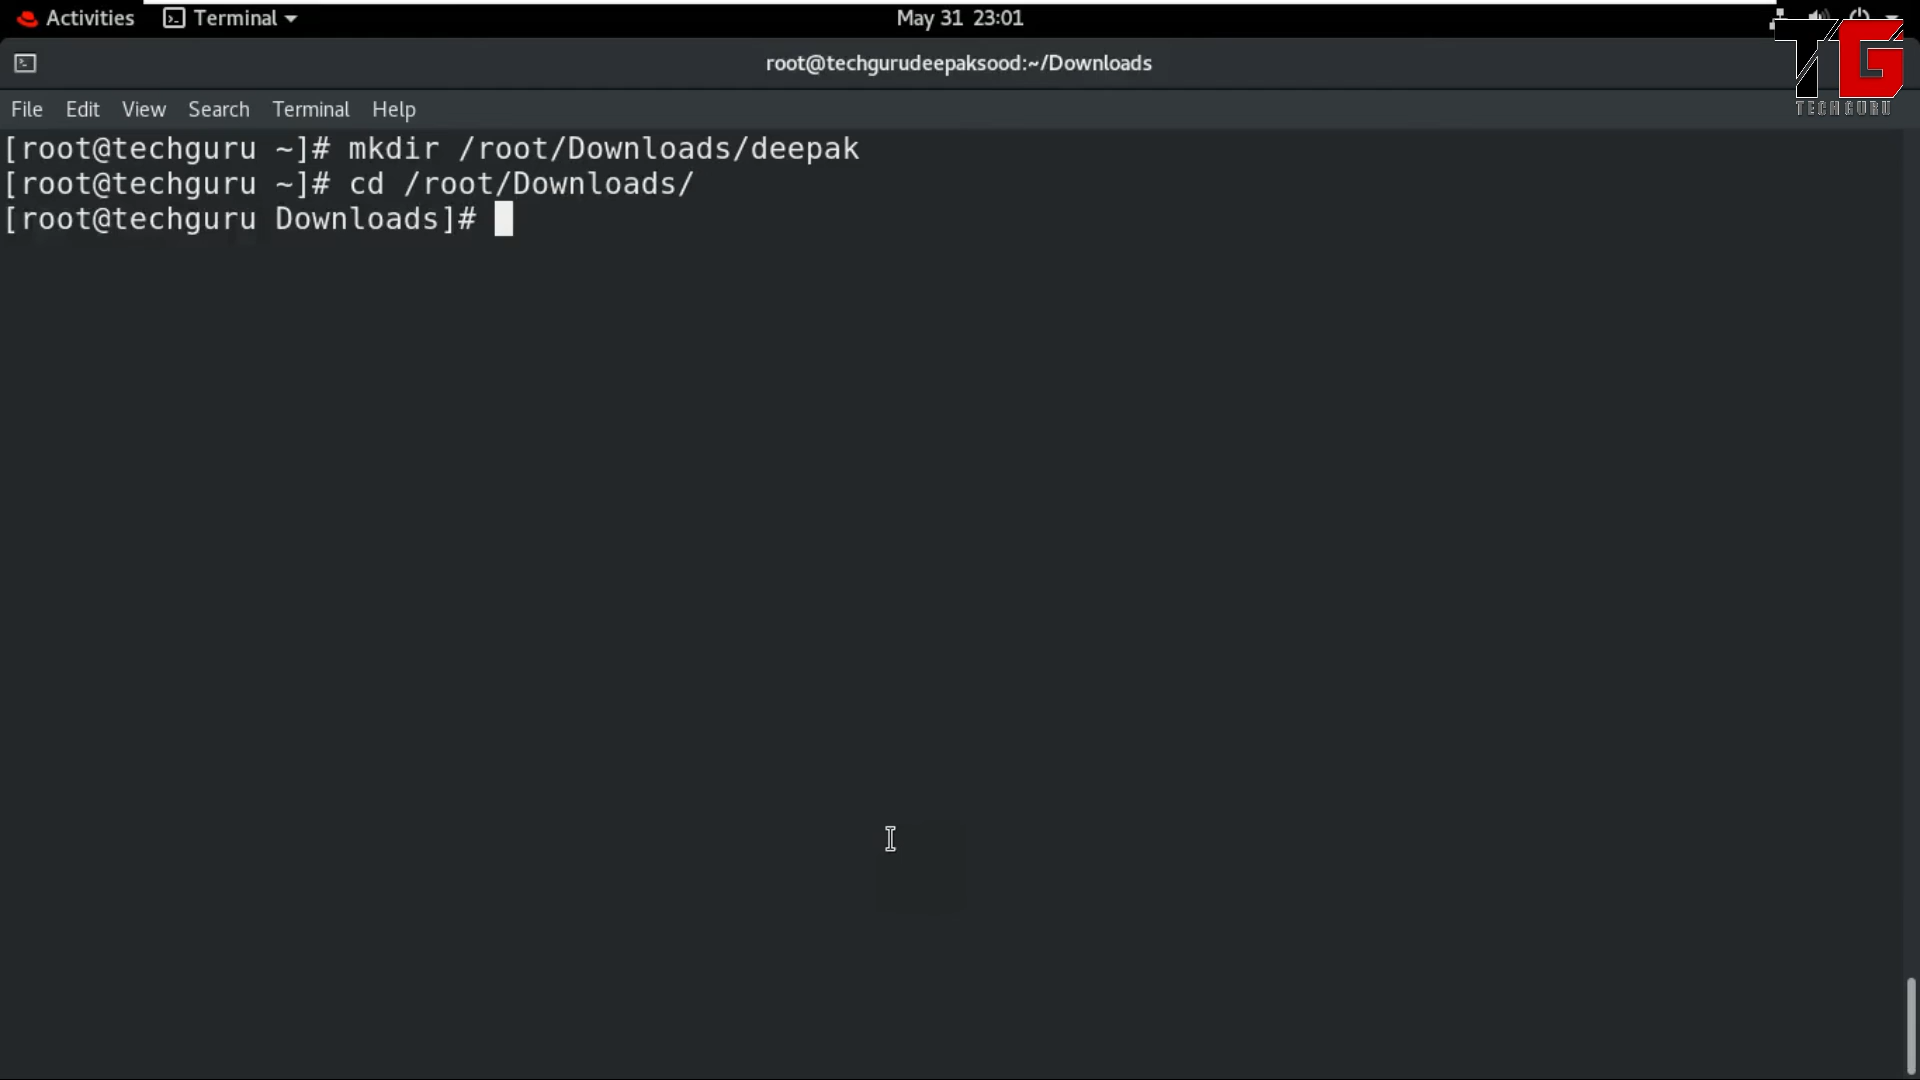 Activities Terminal May 31 23:01
root@techgurudeepaksood:~/Downloads
TG
TECH GURU
File Edit View Search Terminal Help
[root@techguru ~]# mkdir /root/Downloads/deepak
[root@techguru ~]# cd /root/Downloads/
[root@techguru Downloads]#